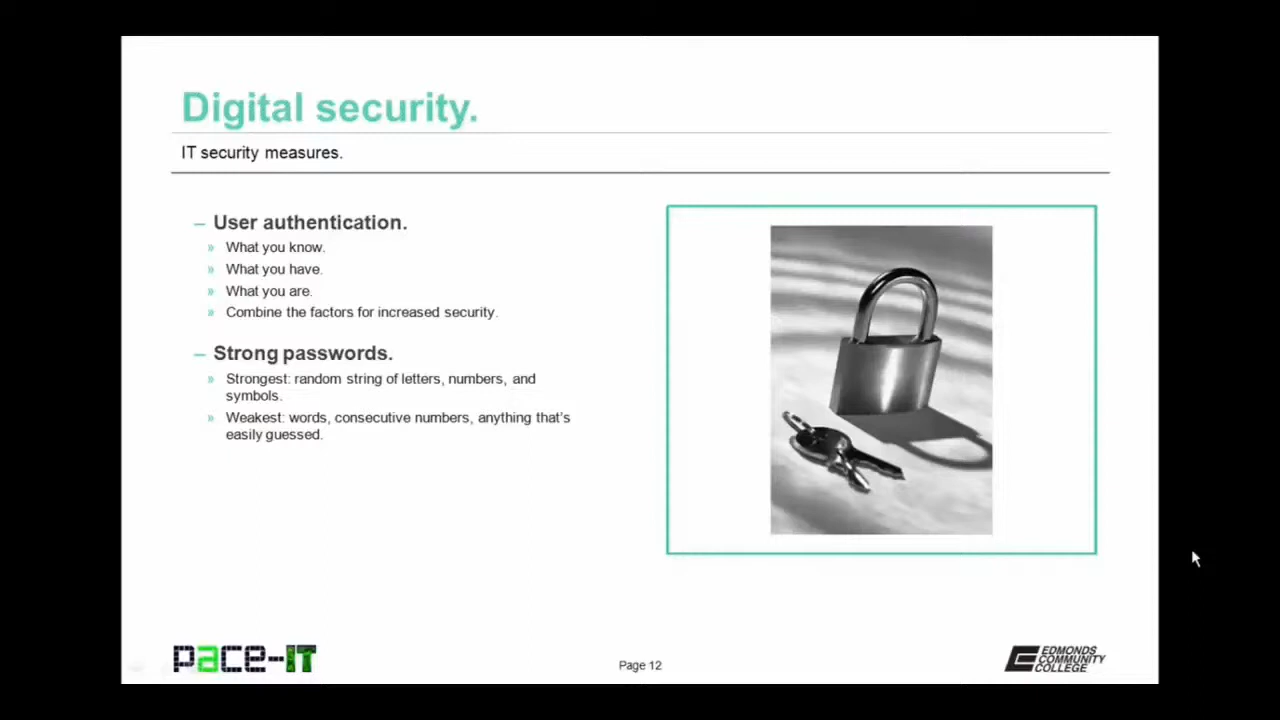 Digital security.
IT security measures.
– User authentication.
» What you know.
» What you have.
» What you are.
» Combine the factors for increased security.
– Strong passwords.
» Strongest: random string of letters, numbers, and
symbols.
» Weakest: words, consecutive numbers, anything that's
easily guessed.
pace-IT
Page 12
EDMONDS
COMMUNITY
COLLEGE